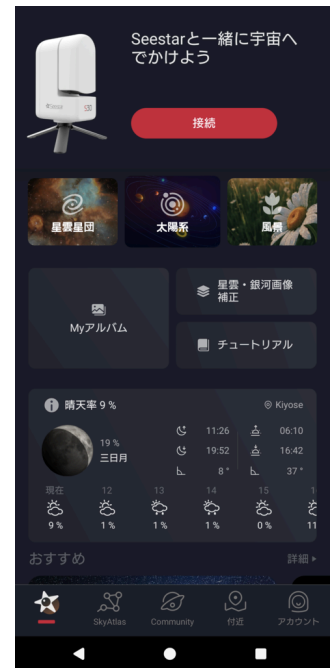 Seestarと一緒に宇宙へ
でかけよう
Seestar
S30
接続
星雲星団
太陽系
風景
Myアルバム
星雲・銀河画像
補正
チュートリアル
晴天率 9 %
Kiyose
19 %
三日月
11:26
06:10
19:52
16:42
8°
37°
現在
12
13
14
15
9 %
1 %
1 %
1 %
0 %
11
おすすめ
詳細
SkyAtlas
Community
付近
アカウント